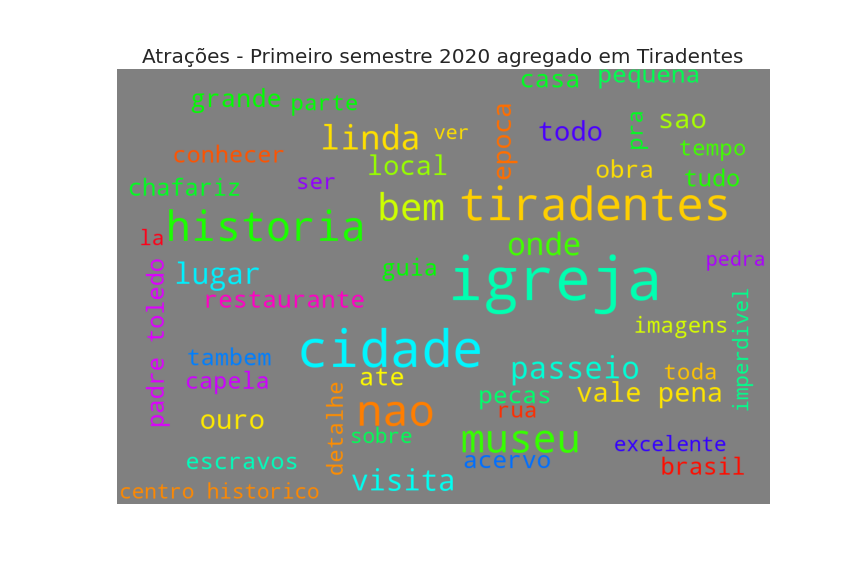 Atrações - Primeiro semestre 2020 agregado em Tiradentes
casa
pequena
grande
parte
linda
ver
epoca
todo
pra
sao
conhecer
local
obra
tempo
chafariz
ser
tudo
historia
bem
tiradentes
la
onde
lugar
guia
igreja
pedra
restaurante
padre toledo
imagens
imperdivel
cidade
tambem
capela
ate
passeio
toda
pecas
vale pena
ouro
detalhe
nao
rua
sobre
museu
excelente
escravos
acervo
brasil
centro historico
visita